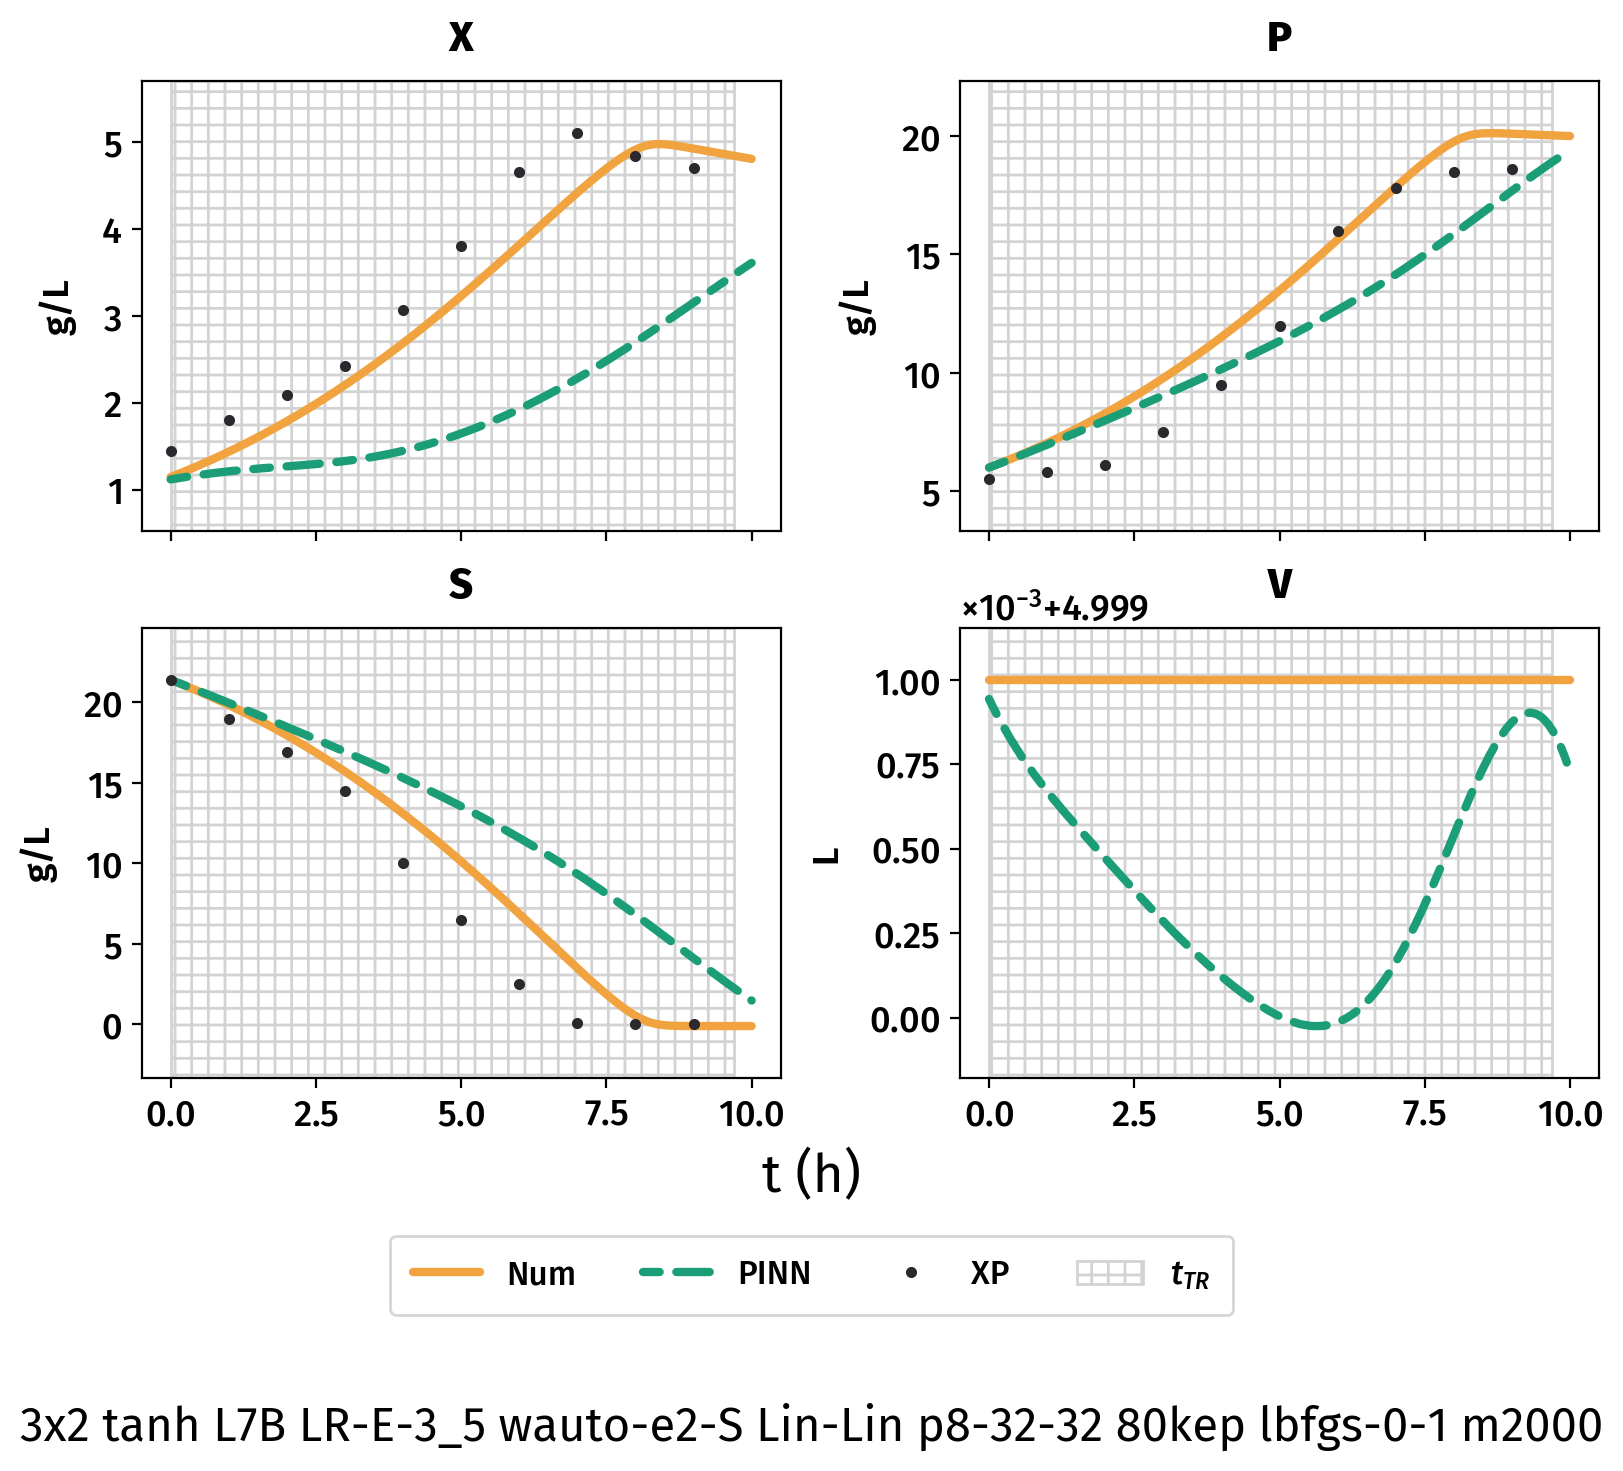 X
P
5
4
3
2
1
g/L
20
15
10
5
g/L
S
V
×10⁻³+4.999
20
15
10
5
0
g/L
1.00
0.75
0.50
0.25
0.00
L
0.0 2.5 5.0 7.5 10.0
0.0 2.5 5.0 7.5 10.0
t (h)
Num PINN XP t_TR
3x2 tanh L7B LR-E-3_5 wauto-e2-S Lin-Lin p8-32-32 80kep lbfgs-0-1 m2000